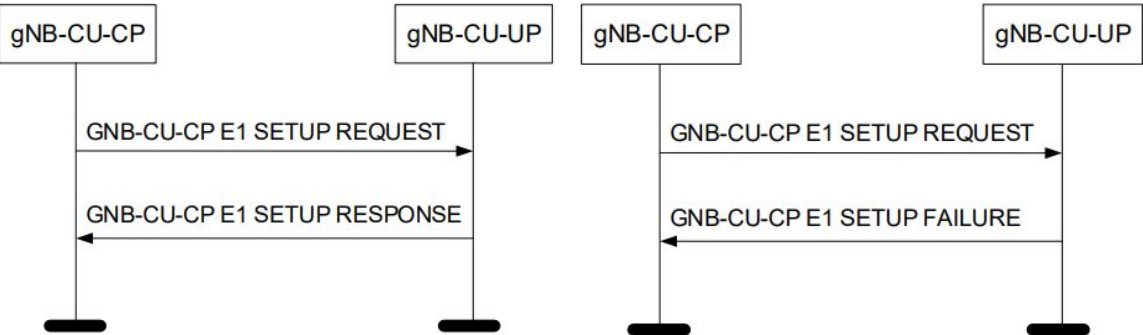 gNB-CU-CP
gNB-CU-UP
GNB-CU-CP E1 SETUP REQUEST
GNB-CU-CP E1 SETUP RESPONSE
gNB-CU-CP
gNB-CU-UP
GNB-CU-CP E1 SETUP REQUEST
GNB-CU-CP E1 SETUP FAILURE